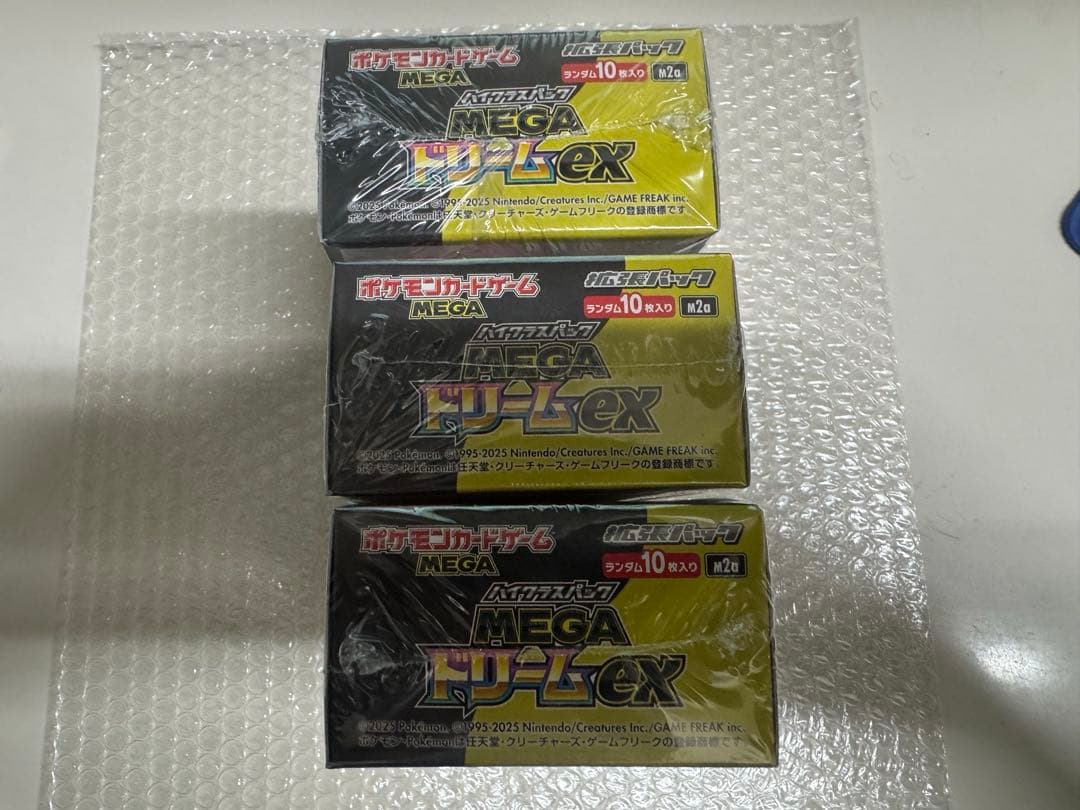 ポケモンカードゲーム
MEGA
拡張パック
ランダム10枚入り M2a
ハイクラスパック
MEGA
ドリームex
©2025 Pokémon. ©1995-2025 Nintendo/Creatures Inc./GAME FREAK inc.
ポケモン・Pokémonは任天堂・クリーチャーズ・ゲームフリークの登録商標です。
ポケモンカードゲーム
MEGA
拡張パック
ランダム10枚入り M2a
ハイクラスパック
MEGA
ドリームex
©2025 Pokémon. ©1995-2025 Nintendo/Creatures Inc./GAME FREAK inc.
ポケモン・Pokémonは任天堂・クリーチャーズ・ゲームフリークの登録商標です。
ポケモンカードゲーム
MEGA
拡張パック
ランダム10枚入り M2a
ハイクラスパック
MEGA
ドリームex
©2025 Pokémon. ©1995-2025 Nintendo/Creatures Inc./GAME FREAK inc.
ポケモン・Pokémonは任天堂・クリーチャーズ・ゲームフリークの登録商標です。